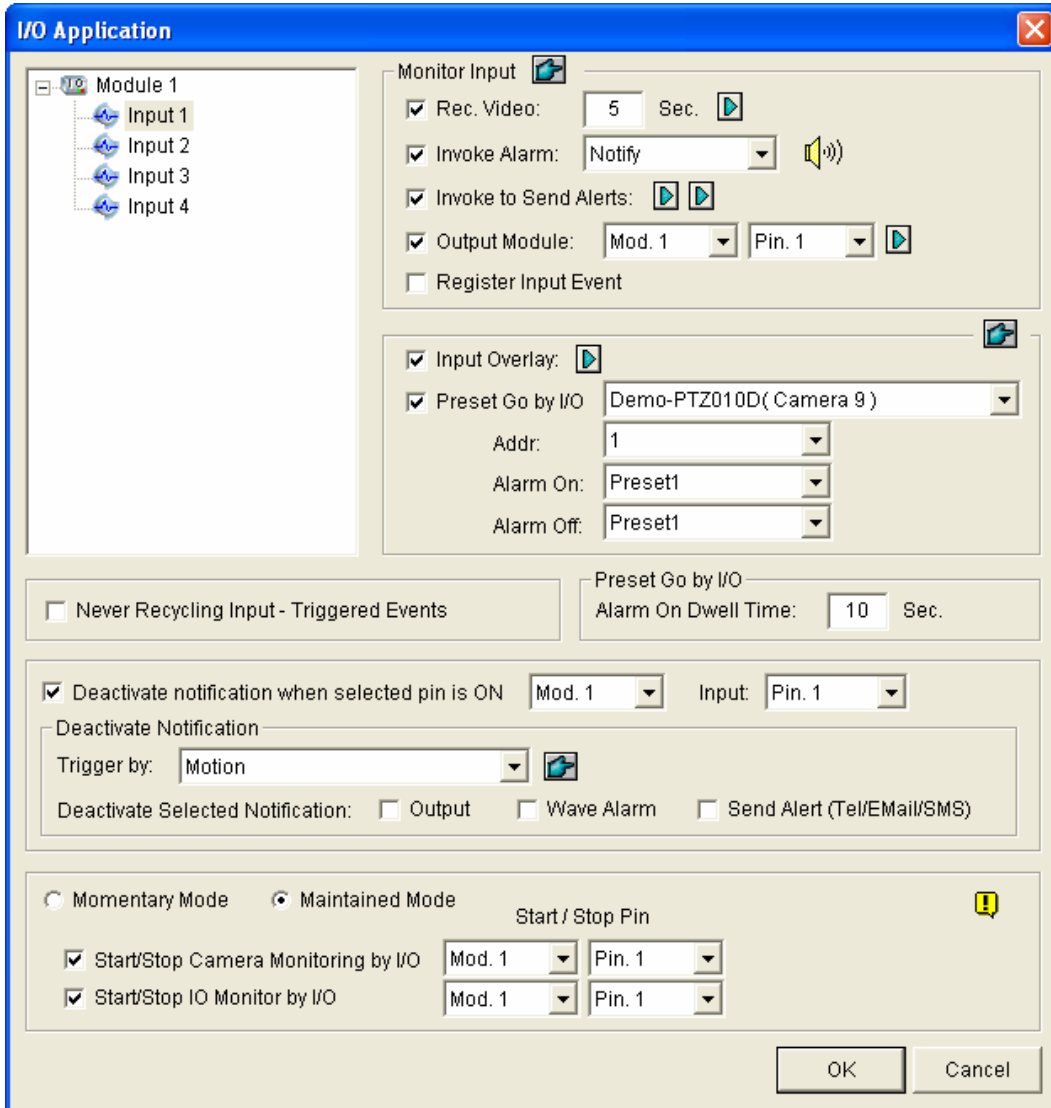 I/O Application
Module 1
Input 1
Input 2
Input 3
Input 4
Monitor Input
Rec. Video: 5 Sec.
Invoke Alarm: Notify
Invoke to Send Alerts:
Output Module: Mod. 1 Pin. 1
Register Input Event
Input Overlay:
Preset Go by I/O Demo-PTZ010D( Camera 9 )
Addr: 1
Alarm On: Preset1
Alarm Off: Preset1
Never Recycling Input - Triggered Events
Preset Go by I/O
Alarm On Dwell Time: 10 Sec.
Deactivate notification when selected pin is ON Mod. 1 Input: Pin. 1
Deactivate Notification
Trigger by: Motion
Deactivate Selected Notification: Output Wave Alarm Send Alert (Tel/EMail/SMS)
Momentary Mode Maintained Mode
Start / Stop Pin
Start/Stop Camera Monitoring by I/O Mod. 1 Pin. 1
Start/Stop IO Monitor by I/O Mod. 1 Pin. 1
OK Cancel